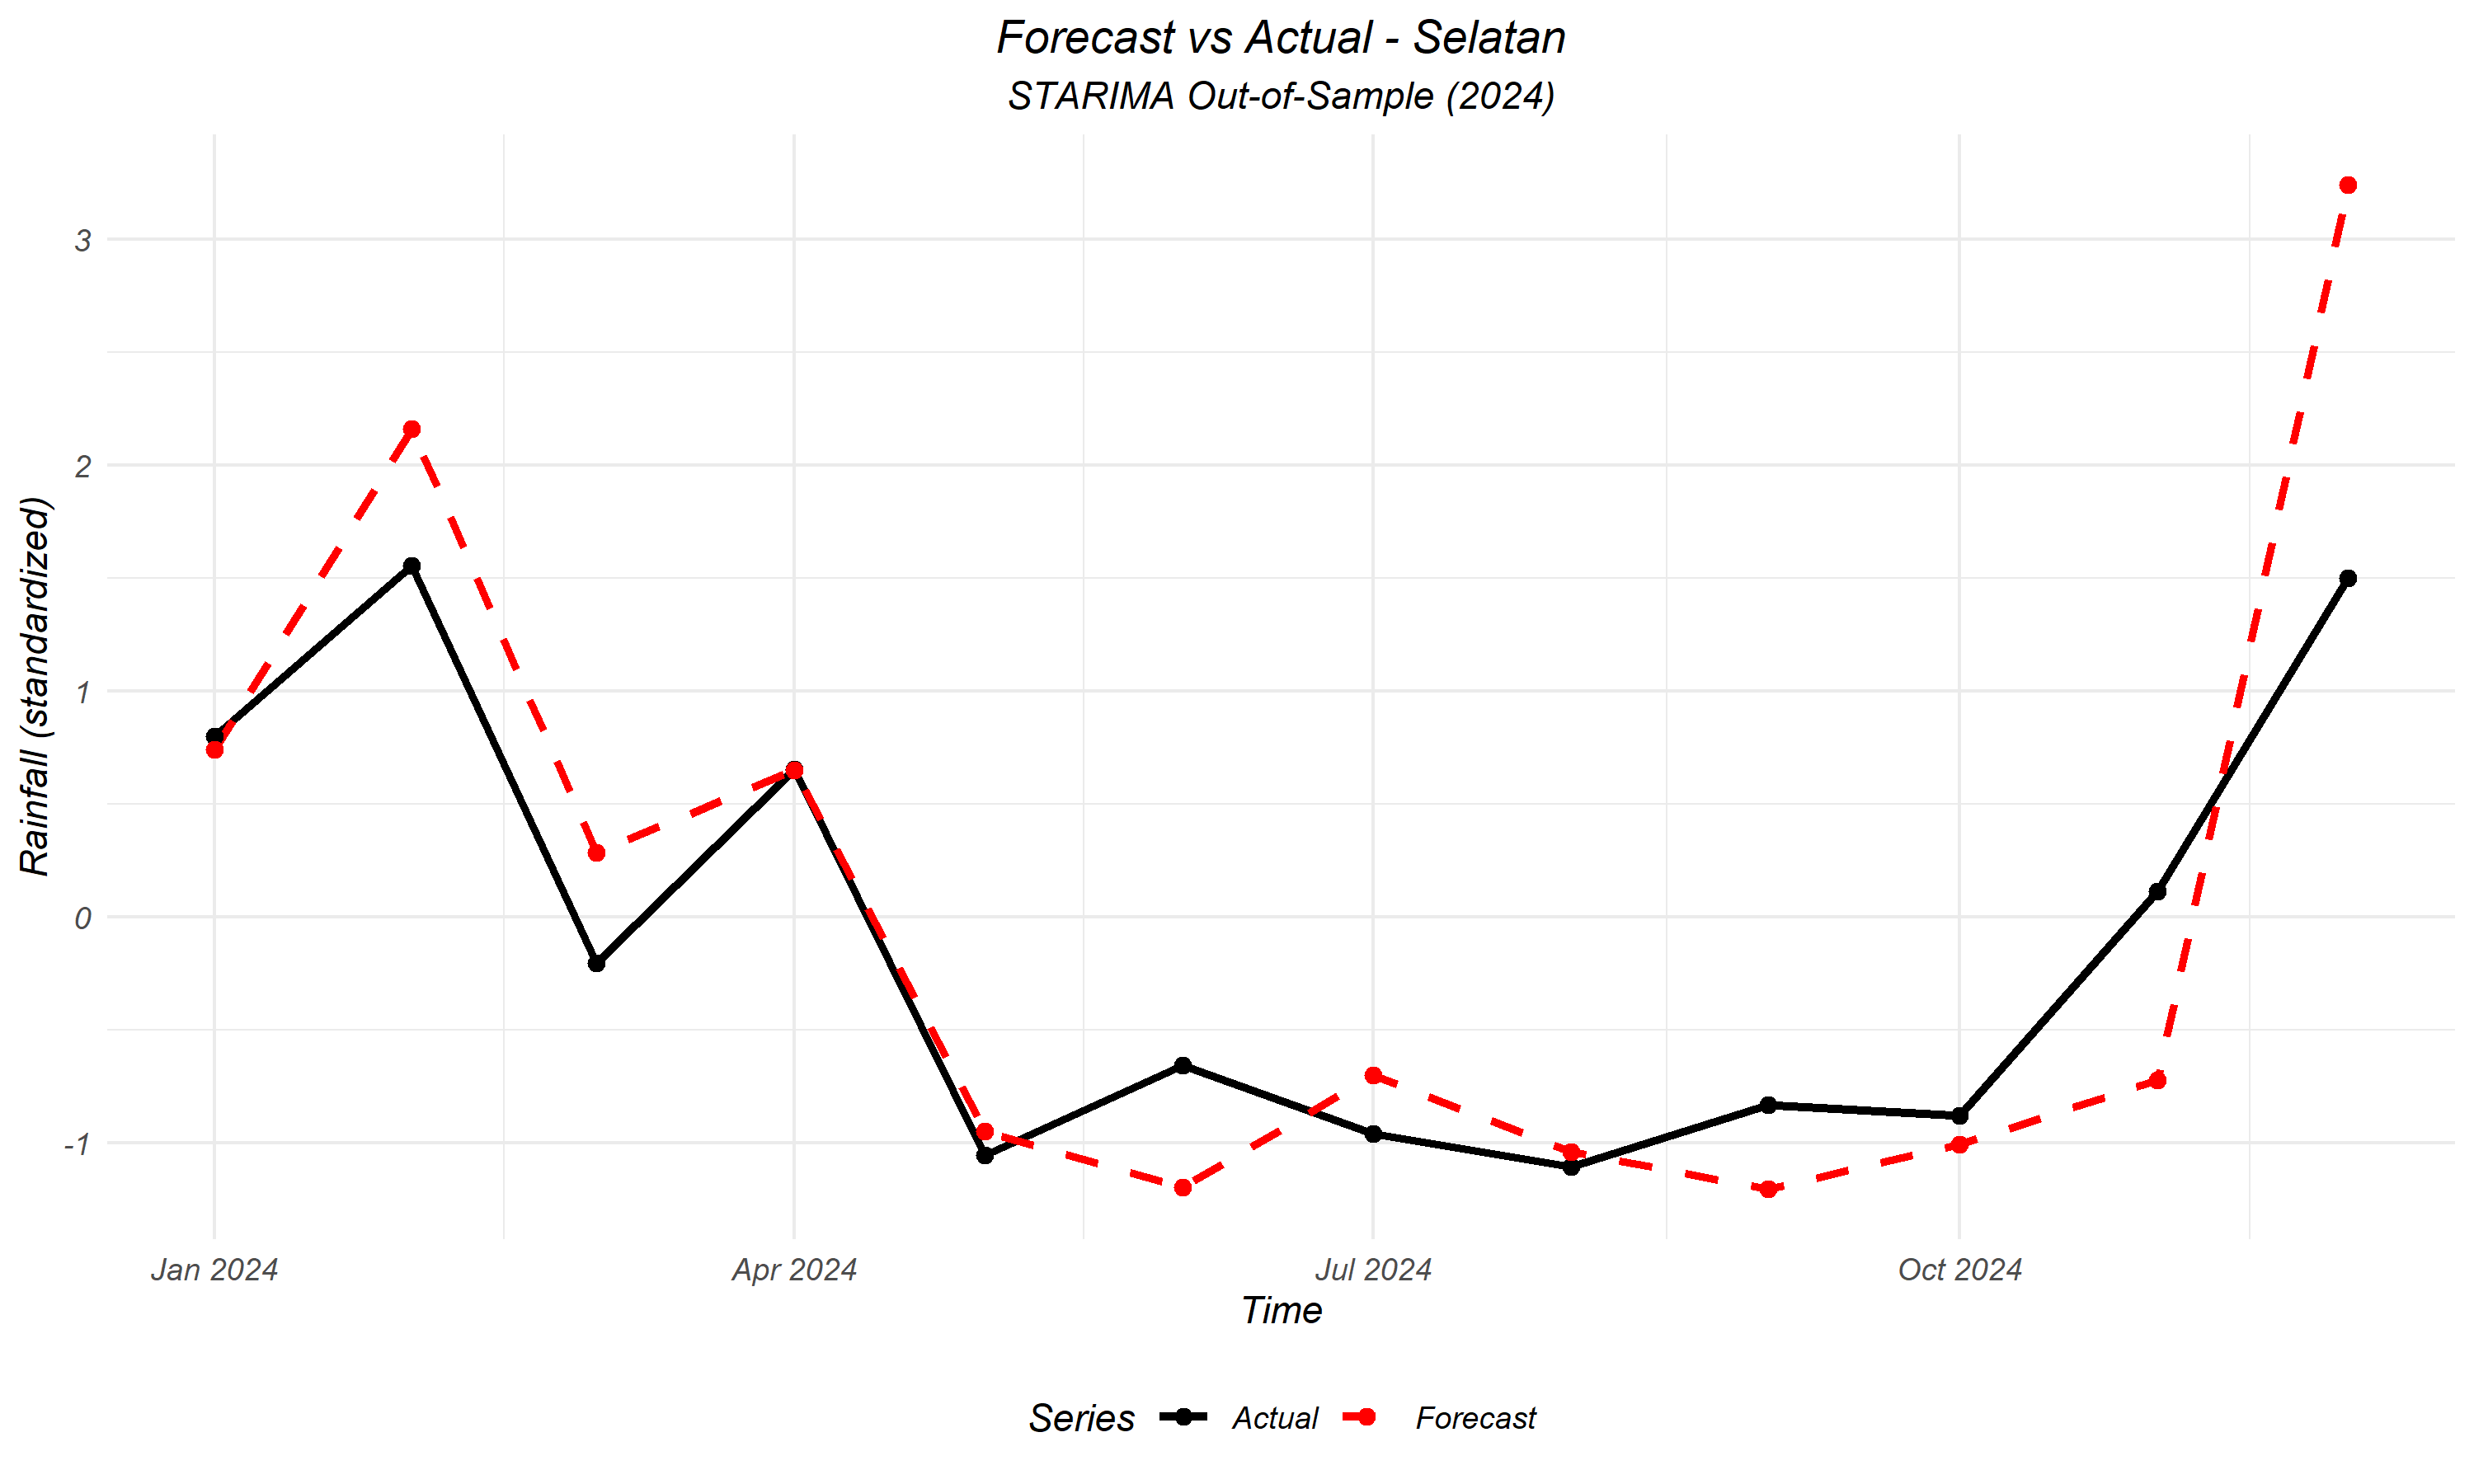 Forecast vs Actual - Selatan
STARIMA Out-of-Sample (2024)
Rainfall (standardized)
3
2
1
0
-1
Jan 2024 Apr 2024 Jul 2024 Oct 2024
Time
Series Actual Forecast